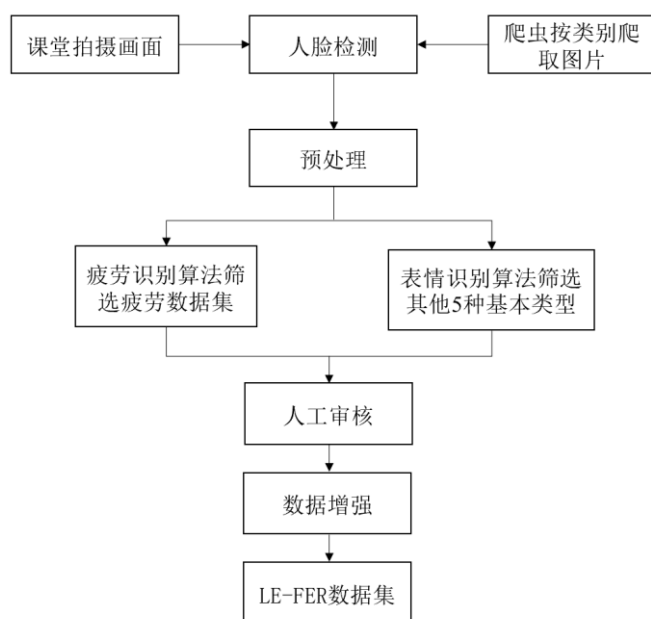 课堂拍摄画面
人脸检测
爬虫按类别爬
取图片
预处理
疲劳识别算法筛
选疲劳数据集
表情识别算法筛选
其他5种基本类型
人工审核
数据增强
LE-FER数据集